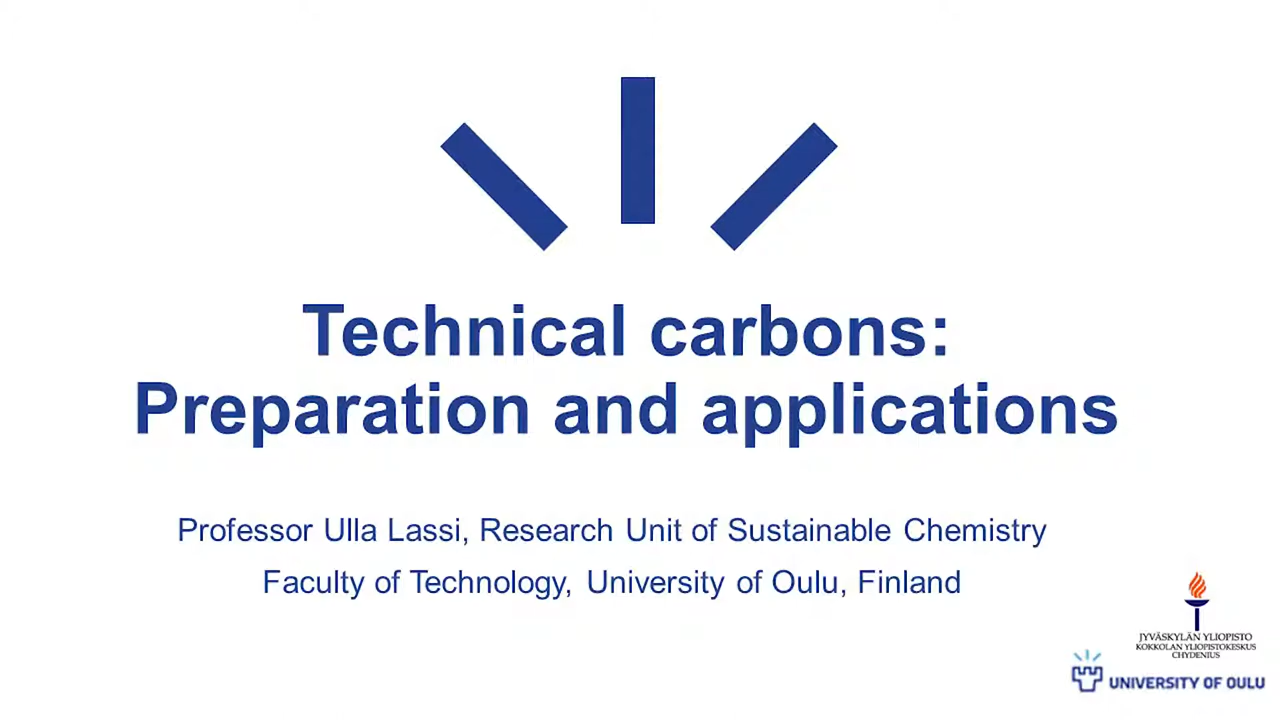 Technical carbons:
Preparation and applications
Professor Ulla Lassi, Research Unit of Sustainable Chemistry
Faculty of Technology, University of Oulu, Finland
JYVÄSKYLÄN YLIOPISTO
KOKKOLAN YLIOPISTOKESKUS
CHYDENIUS
UNIVERSITY OF OULU